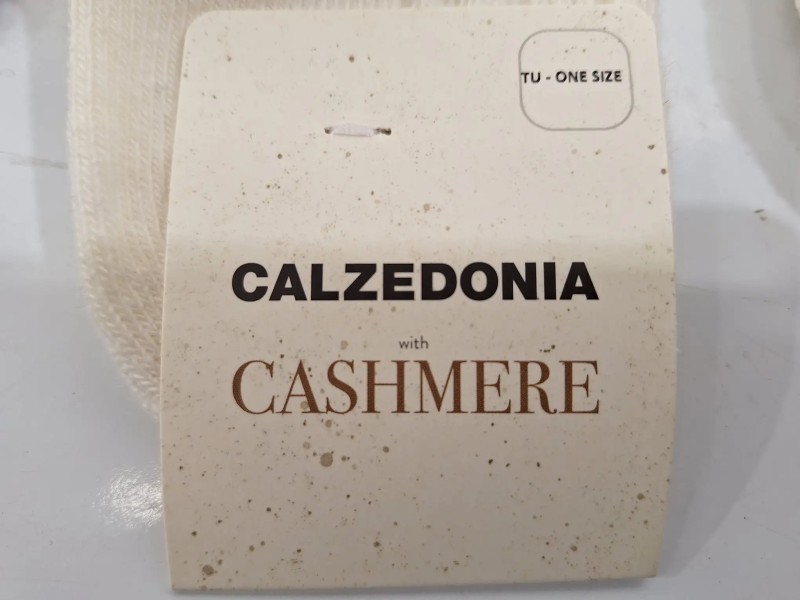 TU - ONE SIZE
CALZEDONIA
with
CASHMERE